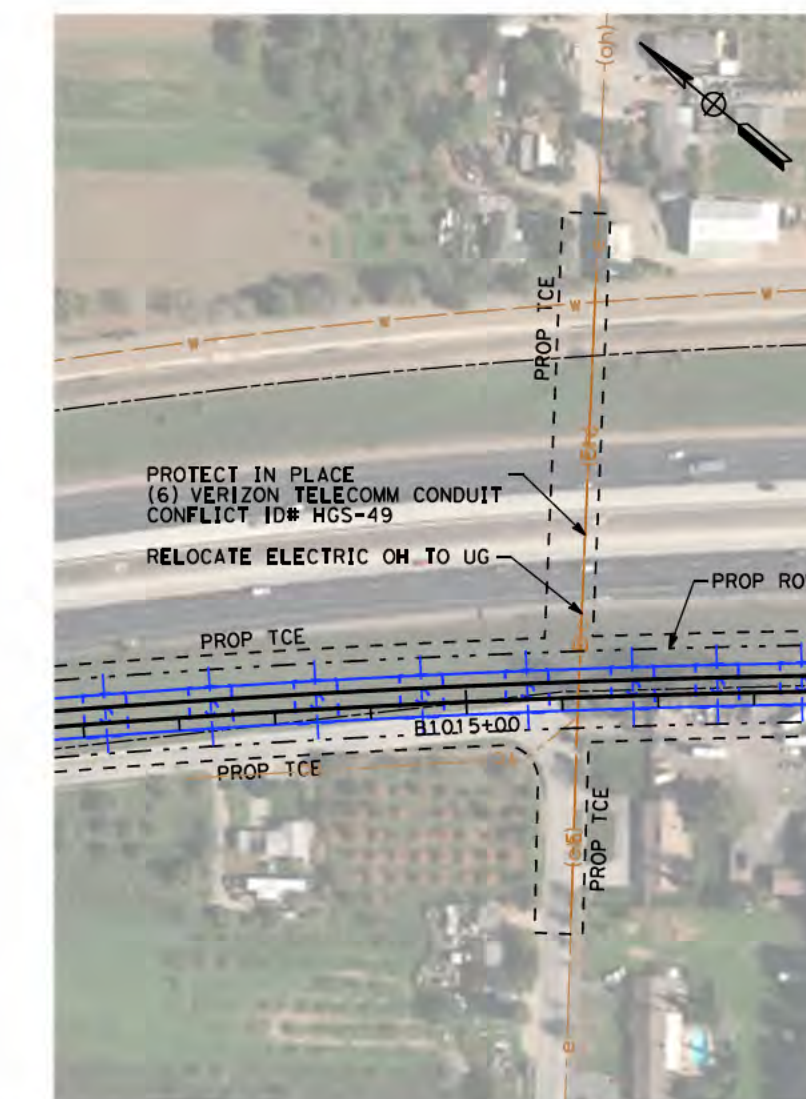 (oh)
PROP TCE
w
w
w
PROTECT IN PLACE
(6) VERIZON TELECOMM CONDUIT
CONFLICT ID# HGS-49
RELOCATE ELECTRIC OH TO UG
PROP RO
PROP TCE
B1015+00
PROP TCE
PROP TCE
e